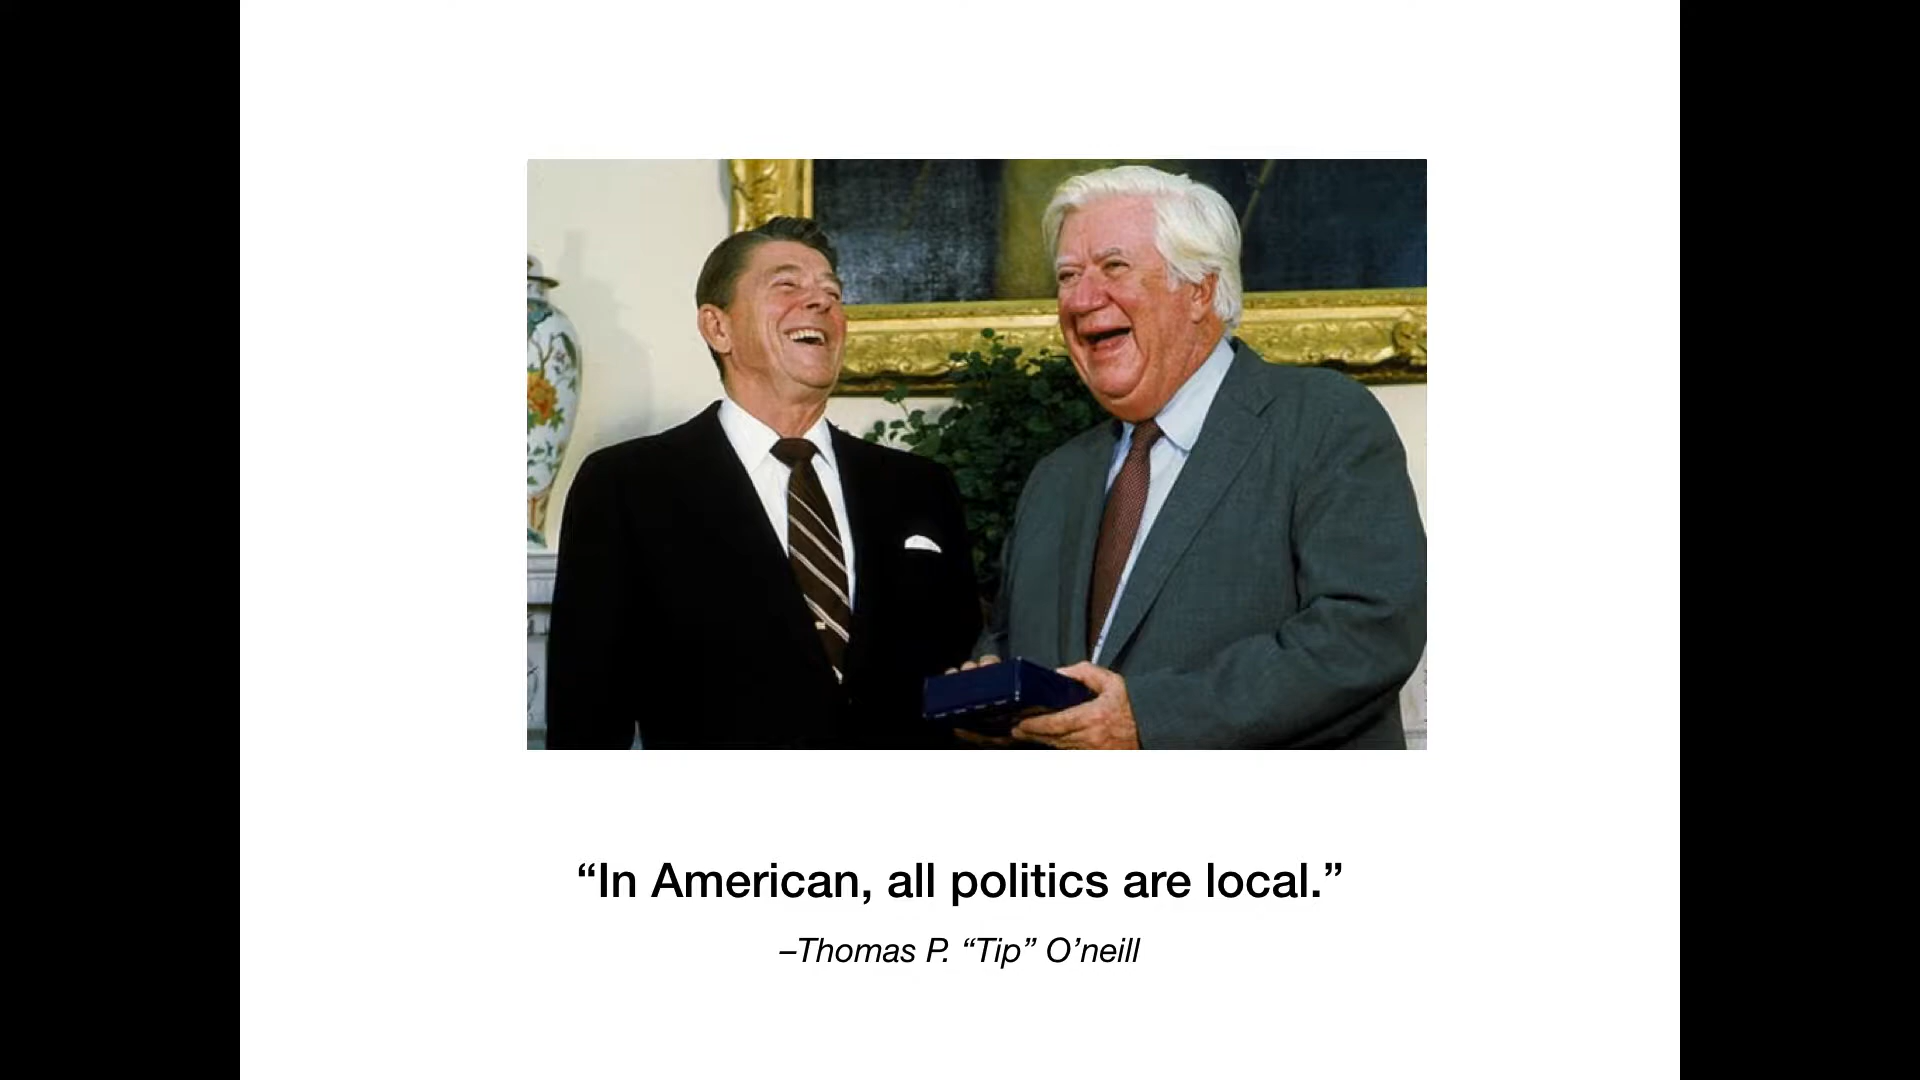 “In American, all politics are local.”
–Thomas P. “Tip” O’neill